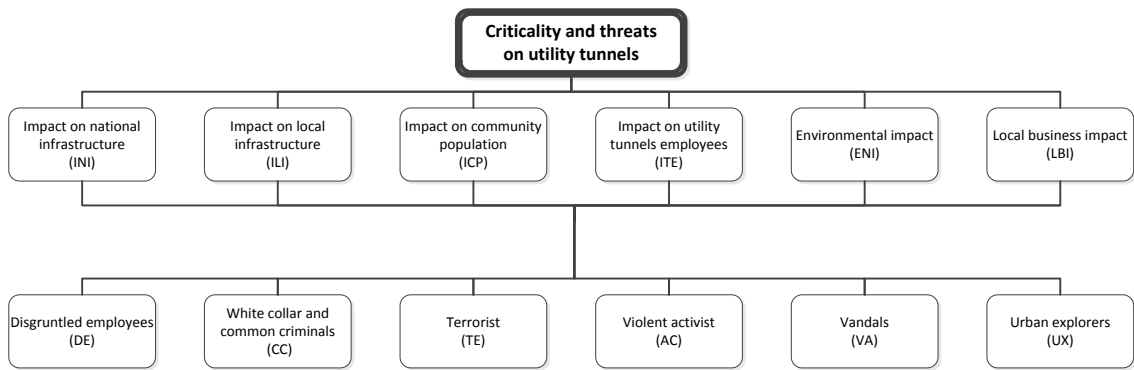 Criticality and threats
on utility tunnels
Impact on national
infrastructure
(INI)
Impact on local
infrastructure
(ILI)
Impact on community
population
(ICP)
Impact on utility
tunnels employees
(ITE)
Environmental impact
(ENI)
Local business impact
(LBI)
Disgruntled employees
(DE)
White collar and
common criminals
(CC)
Terrorist
(TE)
Violent activist
(AC)
Vandals
(VA)
Urban explorers
(UX)